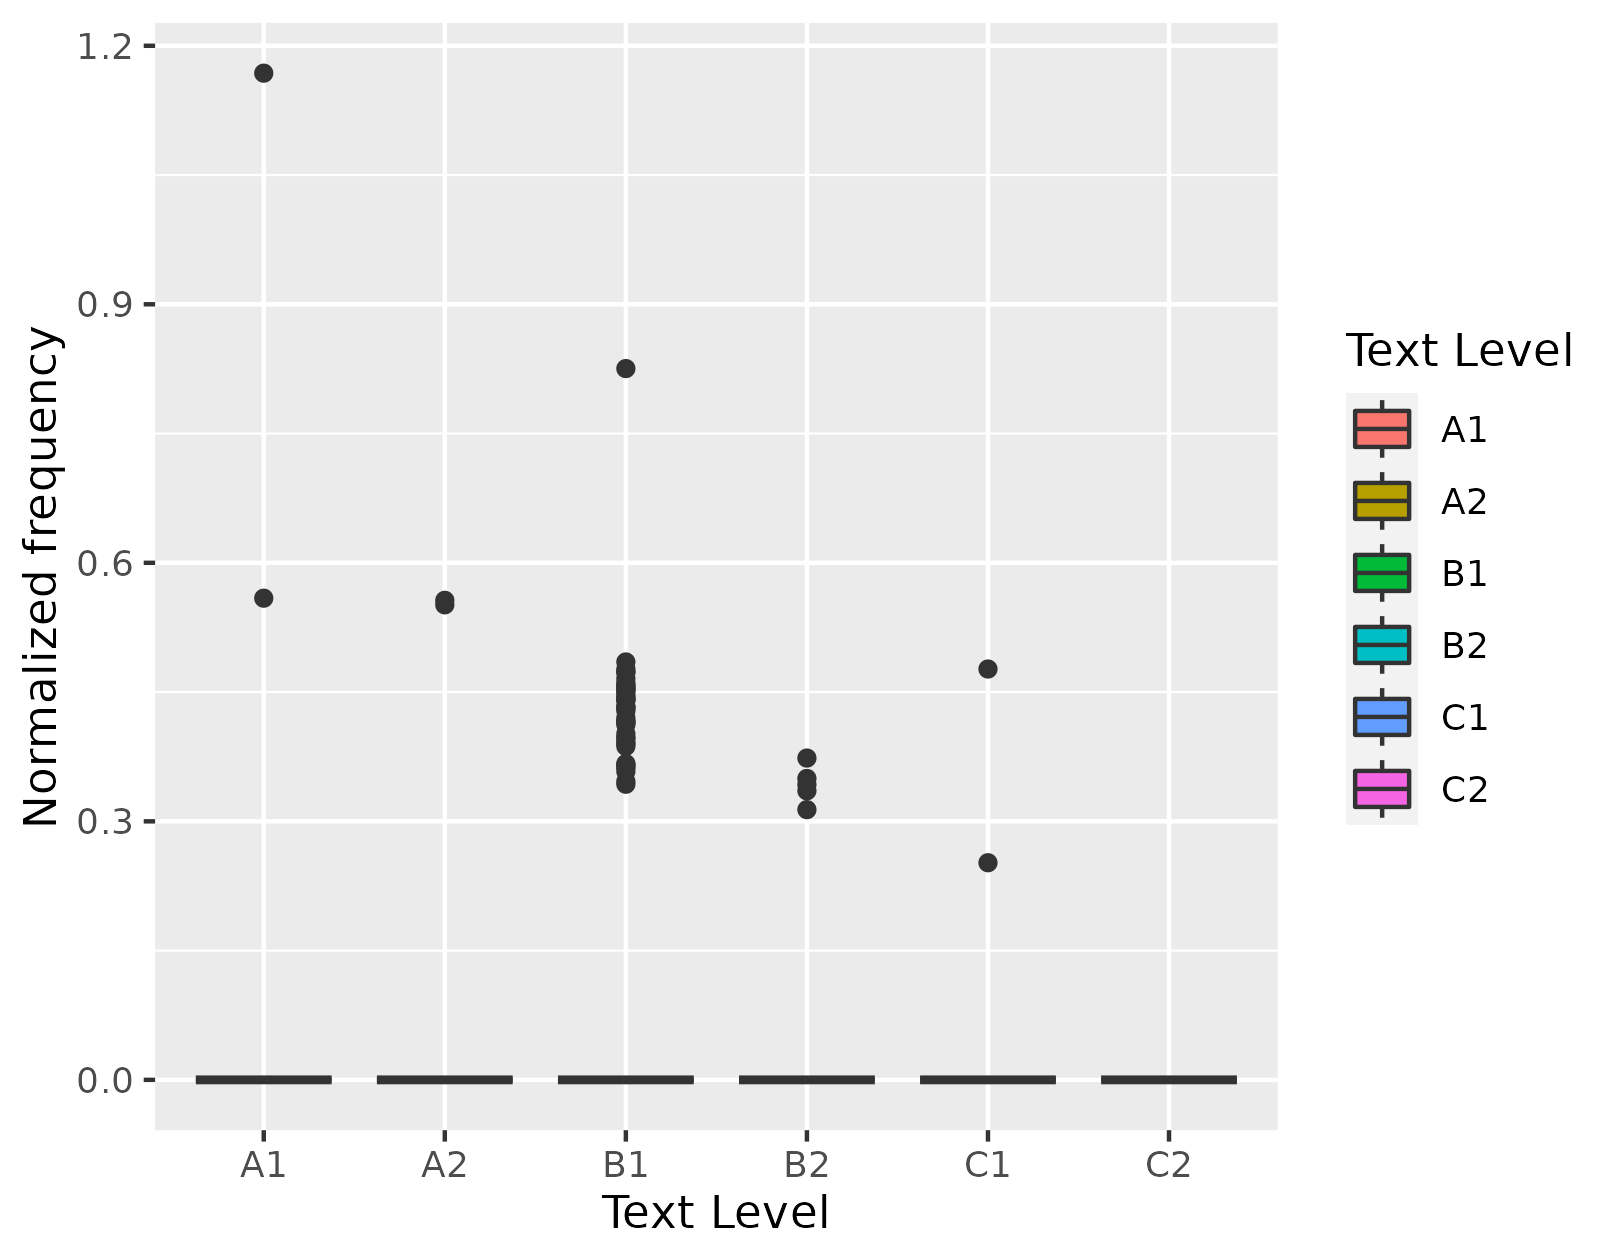 1.2
0.9
0.6
0.3
0.0
Normalized frequency
A1 A2 B1 B2 C1 C2
Text Level
Text Level
A1
A2
B1
B2
C1
C2